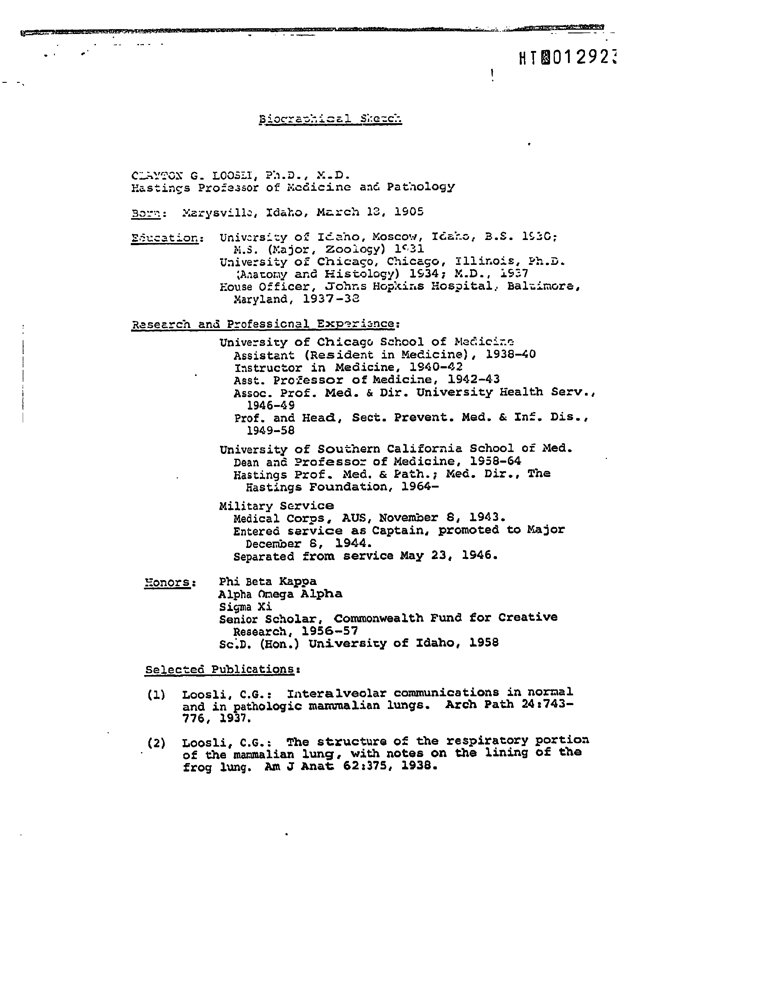 HT 012923
Biographical Sketch
CLAYTON G. LOOSLI, Ph.D., M.D.
Hastings Professor of Medicine and Pathology
Born: Marysville, Idaho, March 13, 1905
Education: University of Idaho, Moscow, Idaho, B.S. 1930;
M.S. (Major, Zoology) 1931
University of Chicago, Chicago, Illinois, Ph.D.
(Anatomy and Histology) 1934; M.D., 1937
House Officer, Johns Hopkins Hospital, Baltimore,
Maryland, 1937-38
Research and Professional Experience:
University of Chicago School of Medicine
Assistant (Resident in Medicine), 1938-40
Instructor in Medicine, 1940-42
Asst. Professor of Medicine, 1942-43
Assoc. Prof. Med. & Dir. University Health Serv.,
1946-49
Prof. and Head, Sect. Prevent. Med. & Inf. Dis.,
1949-58
University of Southern California School of Med.
Dean and Professor of Medicine, 1958-64
Hastings Prof. Med. & Path.; Med. Dir., The
Hastings Foundation, 1964-
Military Service
Medical Corps, AUS, November 8, 1943.
Entered service as Captain, promoted to Major
December 8, 1944.
Separated from service May 23, 1946.
Honors: Phi Beta Kappa
Alpha Omega Alpha
Sigma Xi
Senior Scholar, Commonwealth Fund for Creative
Research, 1956-57
Sc.D. (Hon.) University of Idaho, 1958
Selected Publications:
(1) Loosli, C.G.: Interalveolar communications in normal
and in pathologic mammalian lungs. Arch Path 24:743-
776, 1937.
(2) Loosli, C.G.: The structure of the respiratory portion
of the mammalian lung, with notes on the lining of the
frog lung. Am J Anat 62:375, 1938.